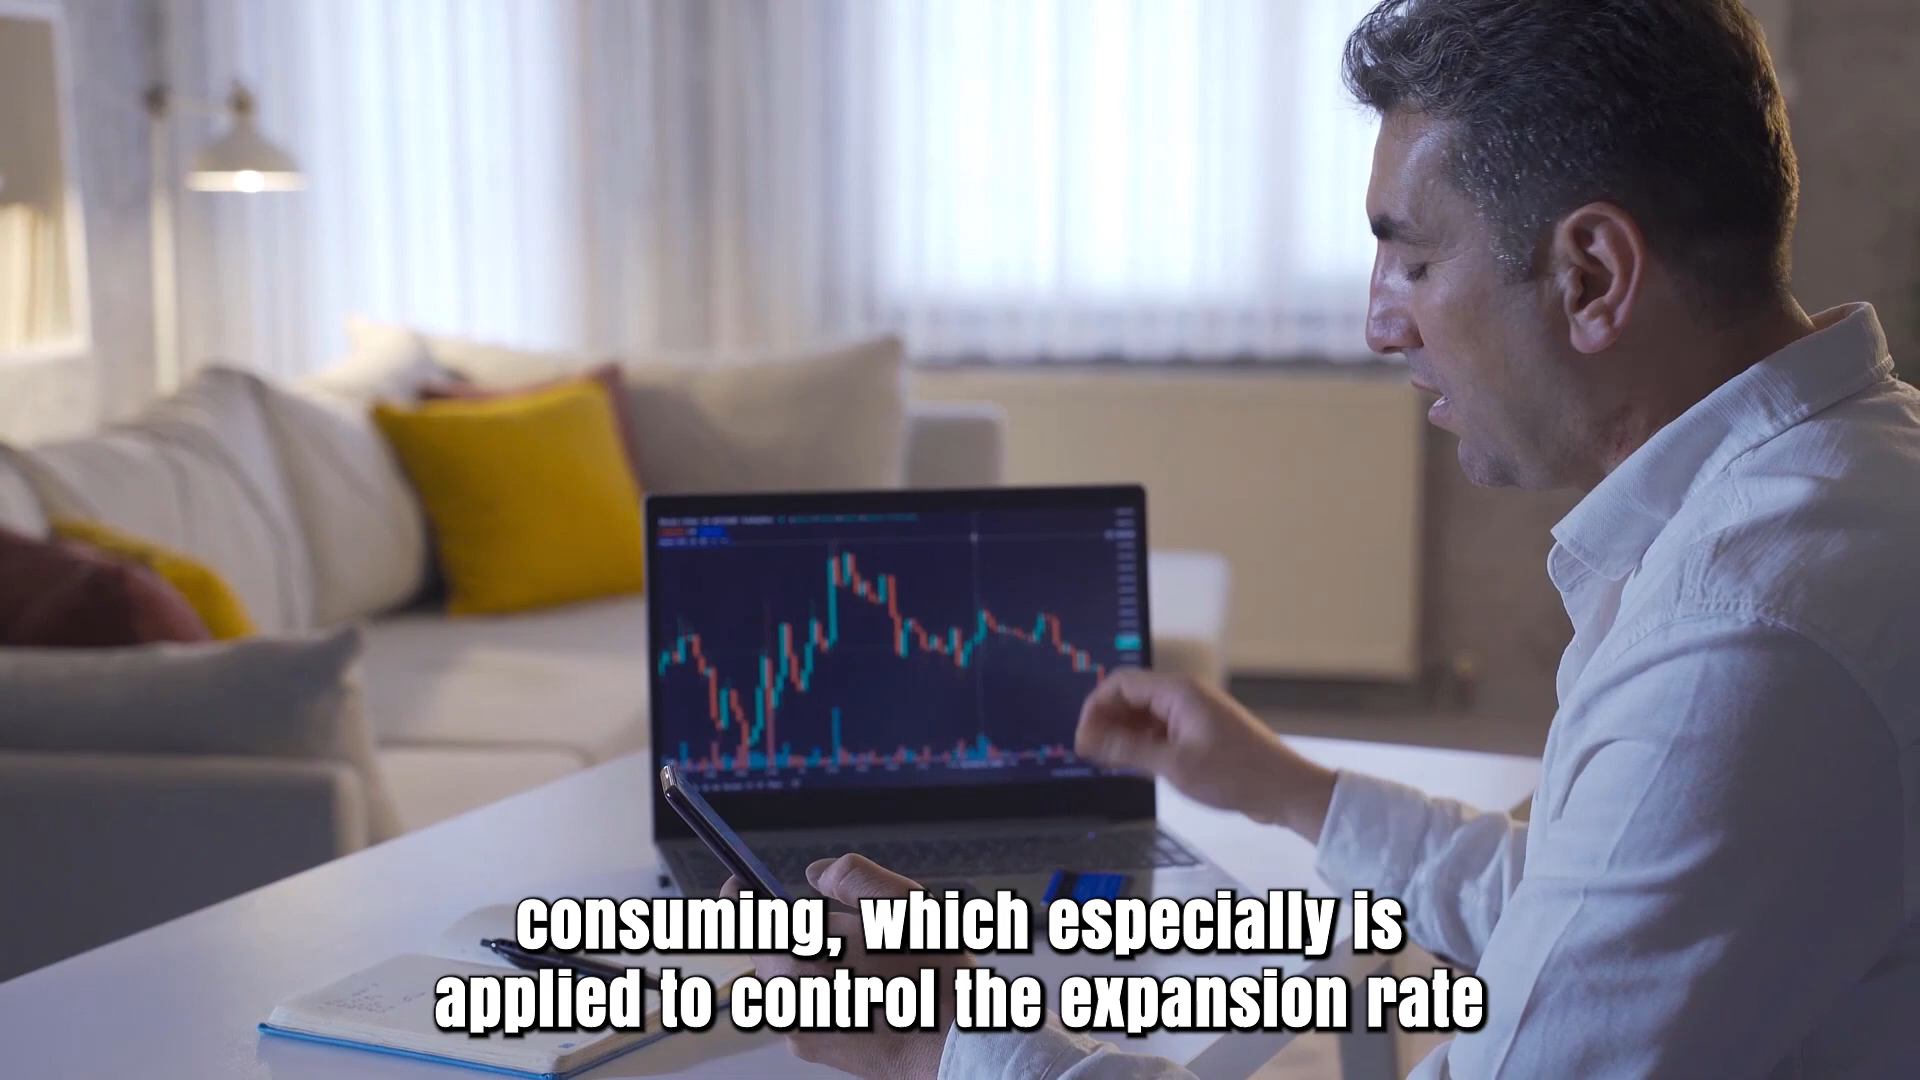 consuming, which especially is
applied to control the expansion rate